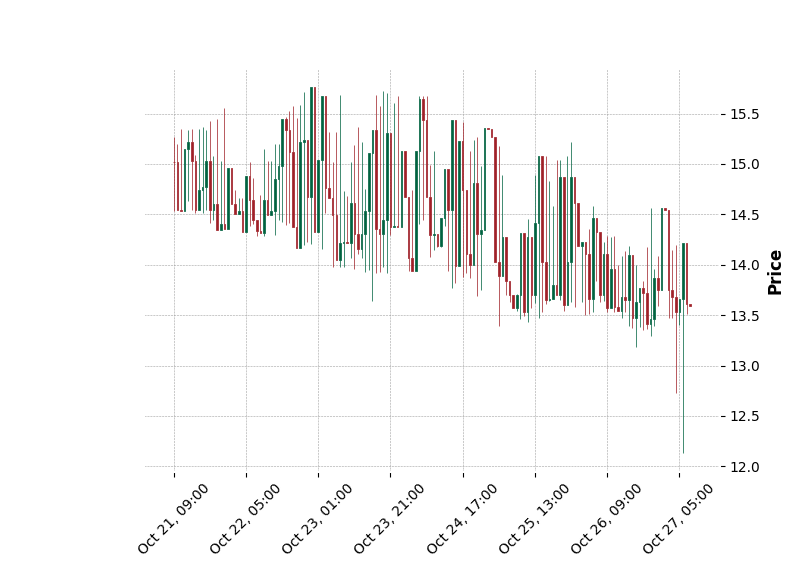 15.5
15.0
14.5
14.0
13.5
13.0
12.5
12.0
Price
Oct 21, 09:00
Oct 22, 05:00
Oct 23, 01:00
Oct 23, 21:00
Oct 24, 17:00
Oct 25, 13:00
Oct 26, 09:00
Oct 27, 05:00